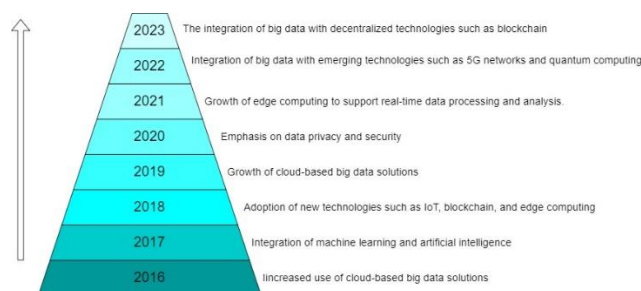 2023 The integration of big data with decentralized technologies such as blockchain
2022 Integration of big data with emerging technologies such as 5G networks and quantum computing
2021 Growth of edge computing to support real-time data processing and analysis.
2020 Emphasis on data privacy and security
2019 Growth of cloud-based big data solutions
2018 Adoption of new technologies such as IoT, blockchain, and edge computing
2017 Integration of machine learning and artificial intelligence
2016 Iincreased use of cloud-based big data solutions